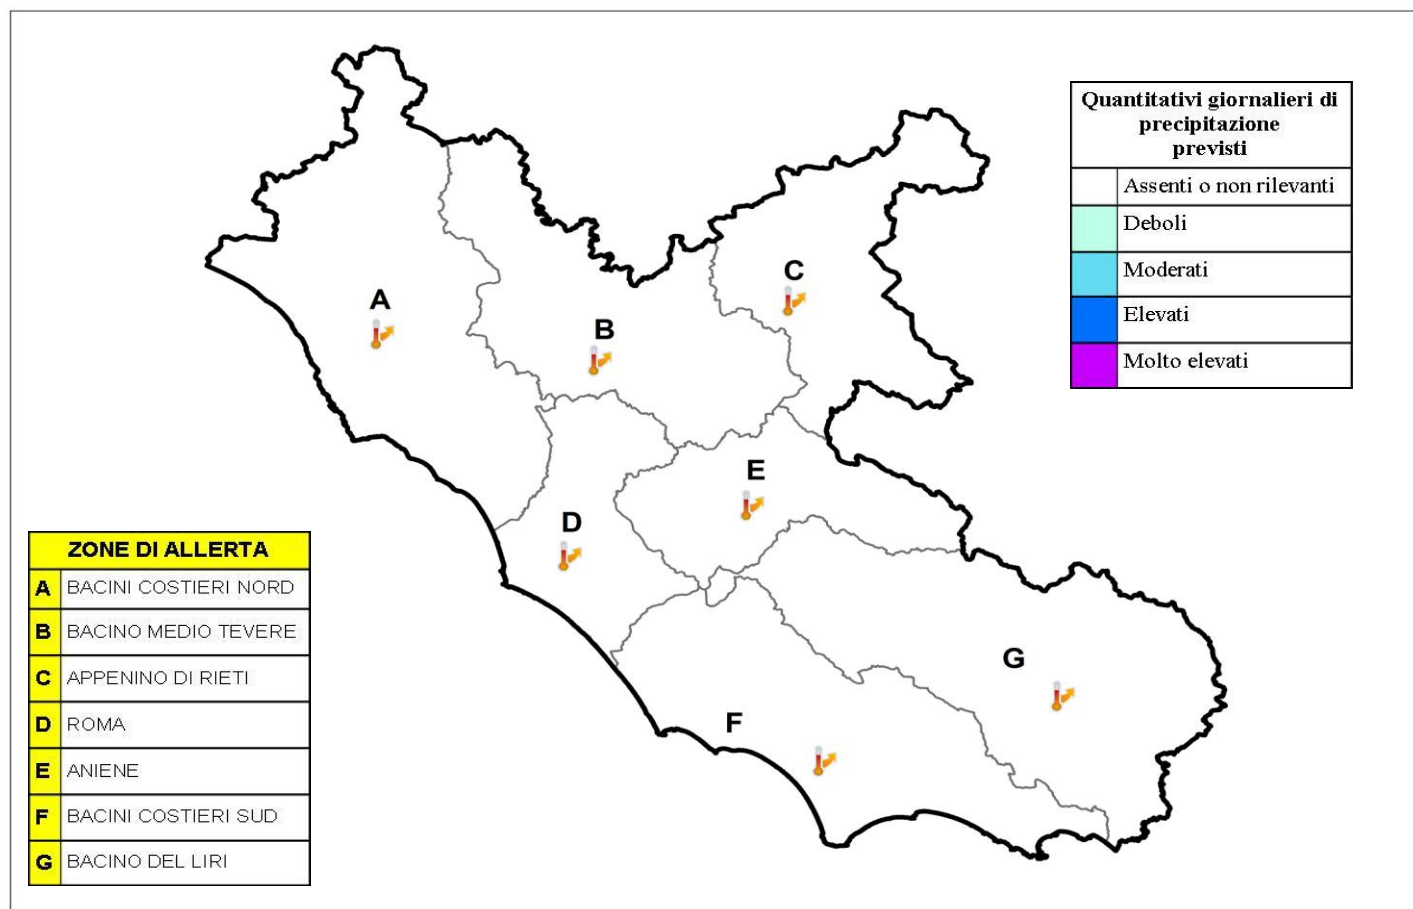 Quantitativi giornalieri di
precipitazione
previsti
Assenti o non rilevanti
Deboli
Moderati
Elevati
Molto elevati
A
B
C
D
E
F
G
ZONE DI ALLERTA
A BACINI COSTIERI NORD
B BACINO MEDIO TEVERE
C APPENINO DI RIETI
D ROMA
E ANIENE
F BACINI COSTIERI SUD
G BACINO DEL LIRI